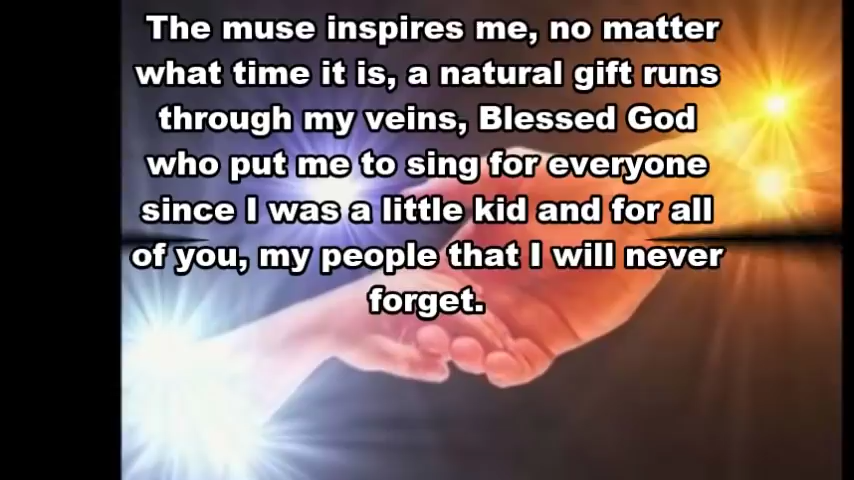 The muse inspires me, no matter
what time it is, a natural gift runs
through my veins, Blessed God
who put me to sing for everyone
since I was a little kid and for all
of you, my people that I will never
forget.